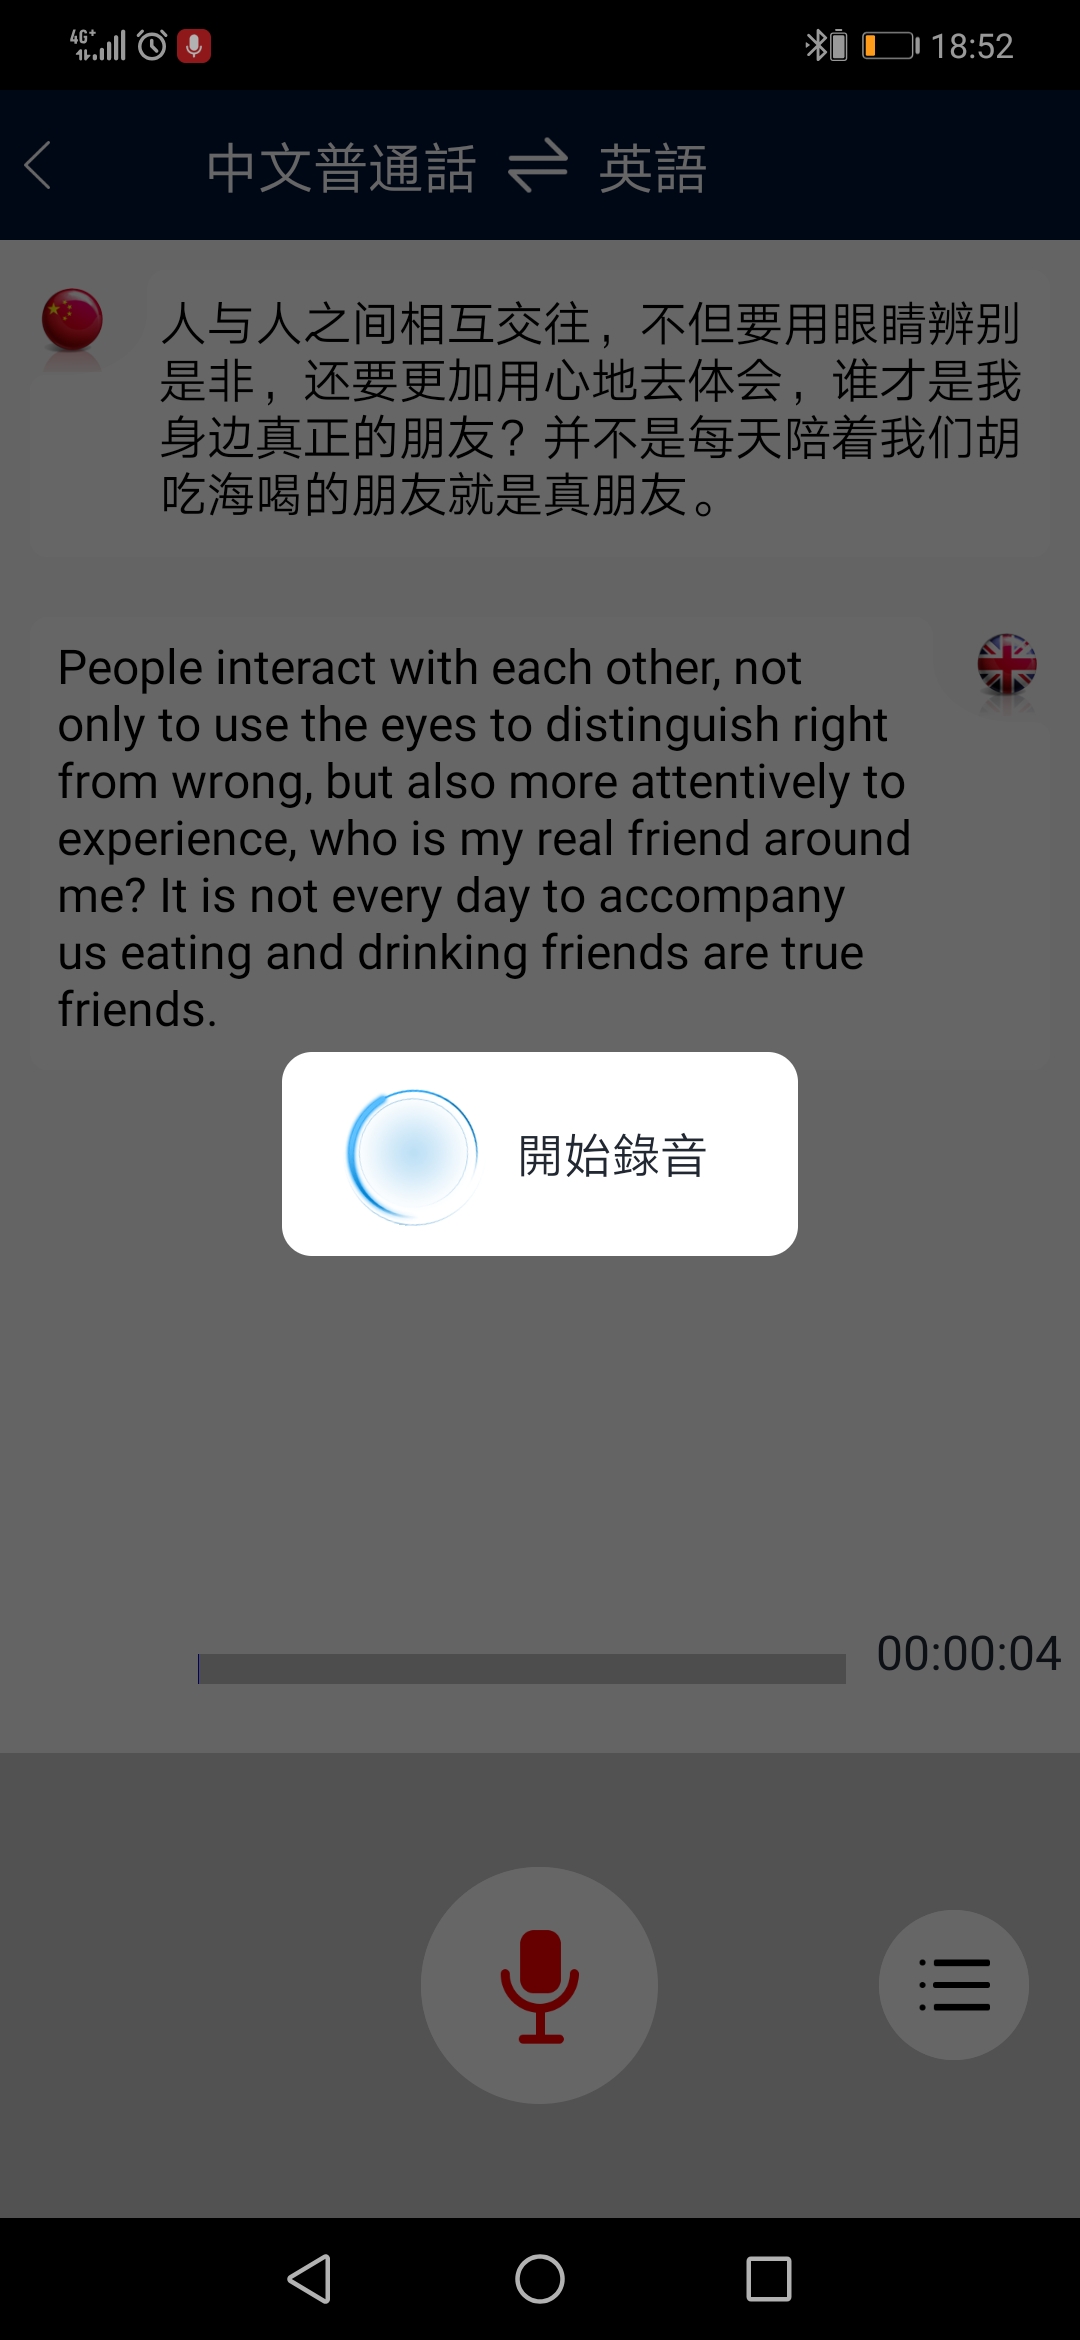 4G+
18:52
中文普通話 英語
人与人之间相互交往，不但要用眼睛辨别
是非，还要更加用心地去体会，谁才是我
身边真正的朋友？并不是每天陪着我们胡
吃海喝的朋友就是真朋友。
People interact with each other, not
only to use the eyes to distinguish right
from wrong, but also more attentively to
experience, who is my real friend around
me? It is not every day to accompany
us eating and drinking friends are true
friends.
開始錄音
00:00:04